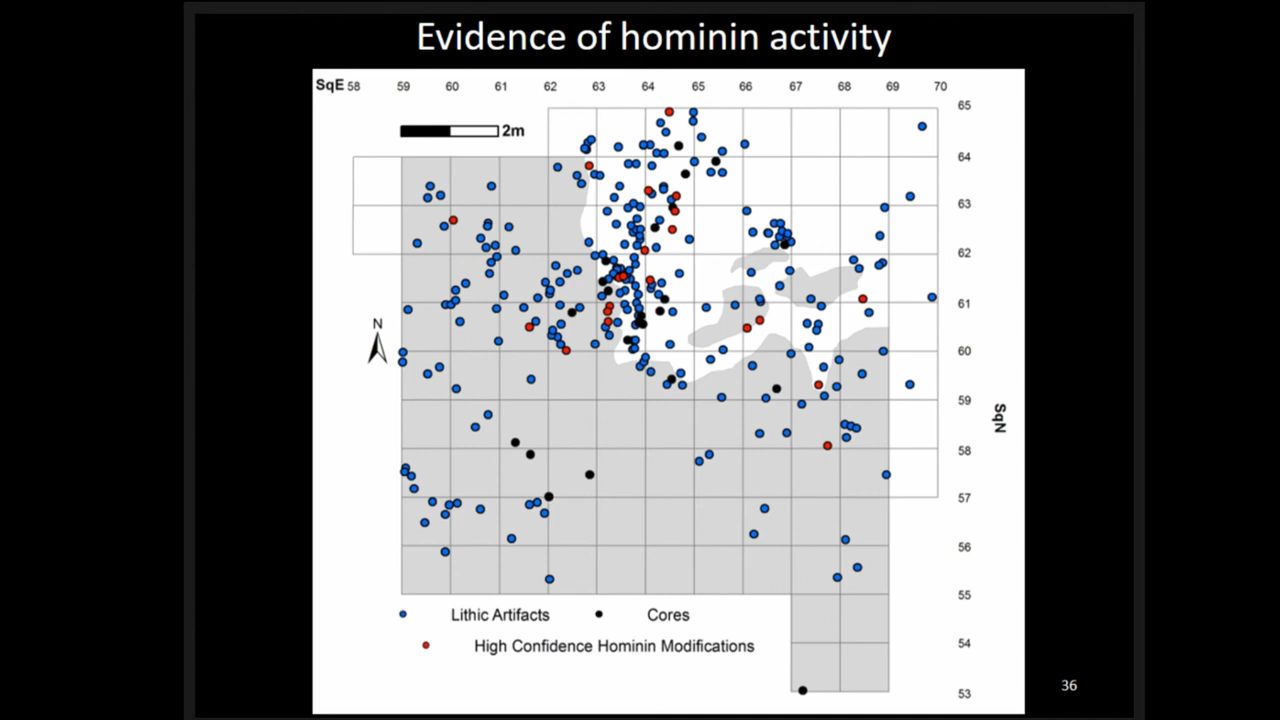 Evidence of hominin activity
SqE 58 59 60 61 62 63 64 65 66 67 68 69 70
65
2m
64
63
62
61
N
60
59
SqN
58
57
56
55
Lithic Artifacts Cores
High Confidence Hominin Modifications
54
36
53